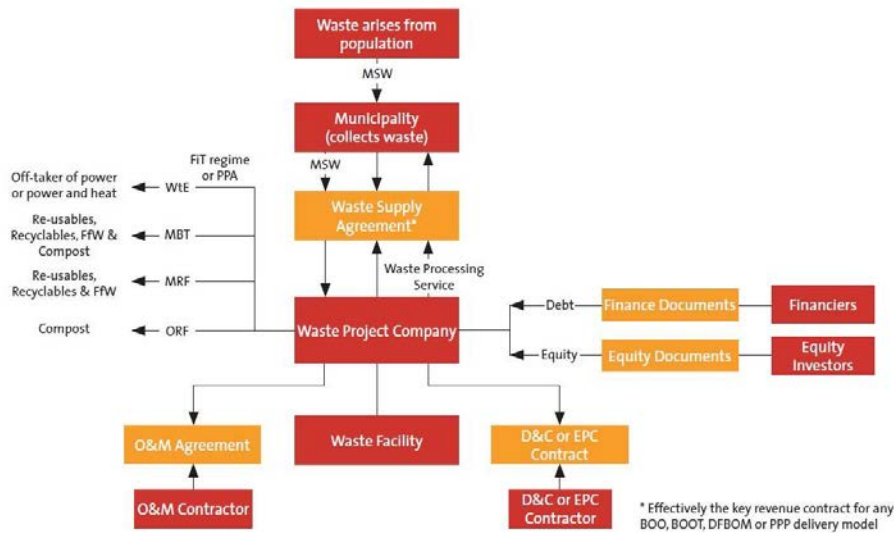 Waste arises from
population
MSW
Municipality
(collects waste)
MSW
FiT regime
or PPA
Off-taker of power
or power and heat
WtE
Waste Supply
Agreement*
Re-usables,
Recyclables, FfW &
Compost
MBT
Re-usables,
Recyclables & FfW
MRF
Waste Processing
Service
Compost
ORF
Waste Project Company
Debt
Finance Documents
Financiers
Equity
Equity Documents
Equity
Investors
O&M Agreement
Waste Facility
D&C or EPC
Contract
O&M Contractor
D&C or EPC
Contractor
* Effectively the key revenue contract for any
BOO, BOOT, DFBOM or PPP delivery model